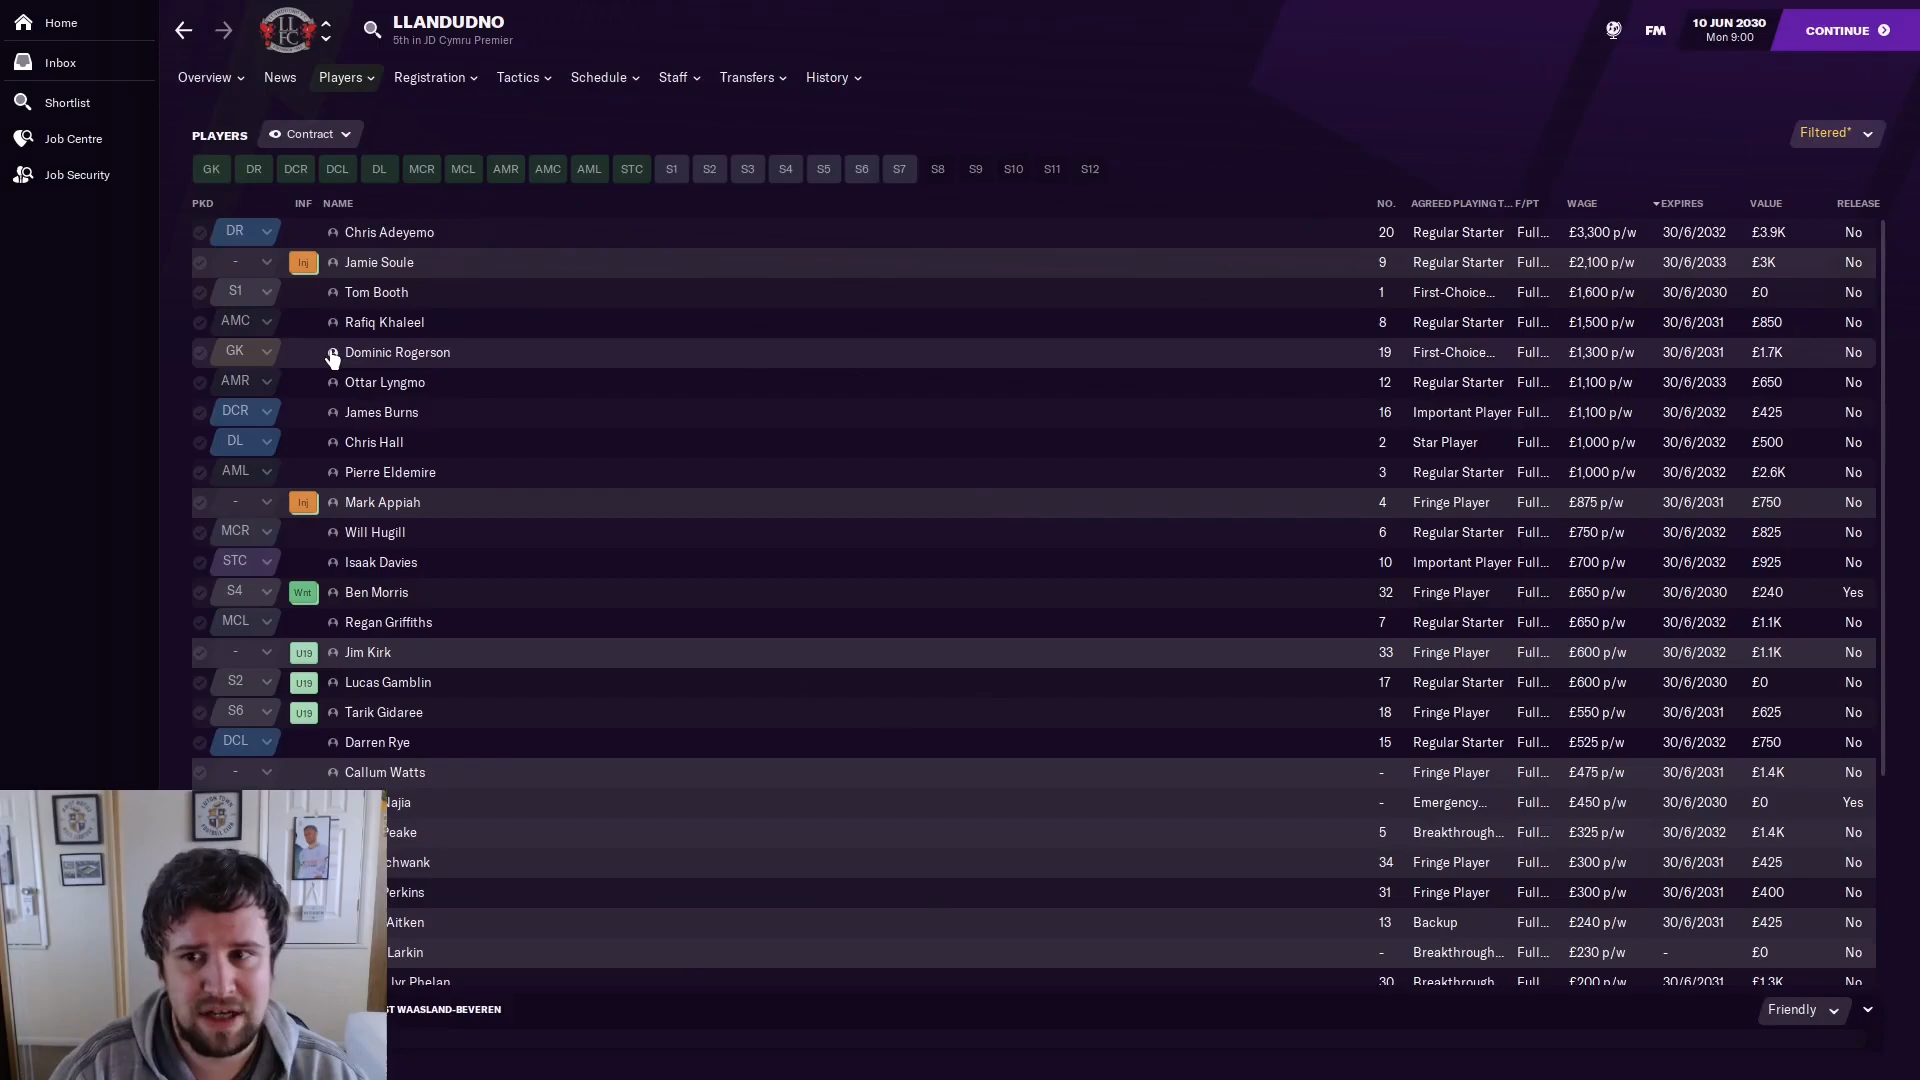 Home
Inbox
Shortlist
Job Centre
Job Security
LLANDUDNO
5th in JD Cymru Premier
FM
10 JUN 2030
Mon 9:00
CONTINUE
Overview News Players Registration Tactics Schedule Staff Transfers History
PLAYERS Contract Filtered*
GK DR DCR DCL DL MCR MCL AMR AMC AML STC S1 S2 S3 S4 S5 S6 S7 S8 S9 S10 S11 S12
PKD INF NAME NO. AGREED PLAYING T... F/PT WAGE EXPIRES VALUE RELEASE
DR Chris Adeyemo 20 Regular Starter Full... £3,300 p/w 30/6/2032 £3.9K No
- Inj Jamie Soule 9 Regular Starter Full... £2,100 p/w 30/6/2033 £3K No
S1 Tom Booth 1 First-Choice... Full... £1,600 p/w 30/6/2030 £0 No
AMC Rafiq Khaleel 8 Regular Starter Full... £1,500 p/w 30/6/2031 £850 No
GK Dominic Rogerson 19 First-Choice... Full... £1,300 p/w 30/6/2031 £1.7K No
AMR Ottar Lyngmo 12 Regular Starter Full... £1,100 p/w 30/6/2033 £650 No
DCR James Burns 16 Important Player Full... £1,100 p/w 30/6/2032 £425 No
DL Chris Hall 2 Star Player Full... £1,000 p/w 30/6/2032 £500 No
AML Pierre Eldemire 3 Regular Starter Full... £1,000 p/w 30/6/2032 £2.6K No
- Inj Mark Appiah 4 Fringe Player Full... £875 p/w 30/6/2031 £750 No
MCR Will Hugill 6 Regular Starter Full... £750 p/w 30/6/2032 £825 No
STC Isaak Davies 10 Important Player Full... £700 p/w 30/6/2032 £925 No
S4 Wnt Ben Morris 32 Fringe Player Full... £650 p/w 30/6/2030 £240 Yes
MCL Regan Griffiths 7 Regular Starter Full... £650 p/w 30/6/2032 £1.1K No
- U19 Jim Kirk 33 Fringe Player Full... £600 p/w 30/6/2032 £1.1K No
S2 U19 Lucas Gamblin 17 Regular Starter Full... £600 p/w 30/6/2030 £0 No
S6 U19 Tarik Gidaree 18 Fringe Player Full... £550 p/w 30/6/2031 £625 No
DCL Darren Rye 15 Regular Starter Full... £525 p/w 30/6/2032 £750 No
- Callum Watts - Fringe Player Full... £475 p/w 30/6/2031 £1.4K No
Najia - Emergency... Full... £450 p/w 30/6/2030 £0 Yes
Peake 5 Breakthrough... Full... £325 p/w 30/6/2032 £1.4K No
chwank 34 Fringe Player Full... £300 p/w 30/6/2031 £425 No
Perkins 31 Fringe Player Full... £300 p/w 30/6/2031 £400 No
Aitken 13 Backup Full... £240 p/w 30/6/2031 £425 No
Larkin - Breakthrough... Full... £230 p/w - £0 No
lyr Phelan 30 Breakthrough Full... £200 p/w 30/6/2031 £1.3K No
ST WAASLAND-BEVEREN Friendly